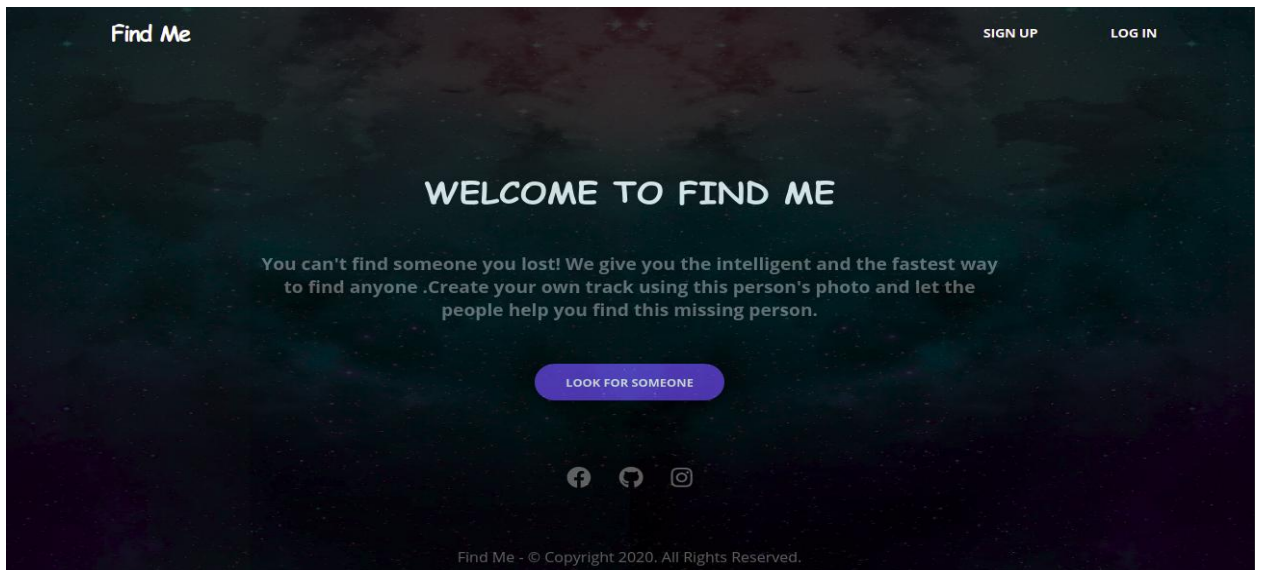 Find Me
SIGN UP
LOG IN
WELCOME TO FIND ME
You can't find someone you lost! We give you the intelligent and the fastest way
to find anyone .Create your own track using this person's photo and let the
people help you find this missing person.
LOOK FOR SOMEONE
Find Me - © Copyright 2020. All Rights Reserved.